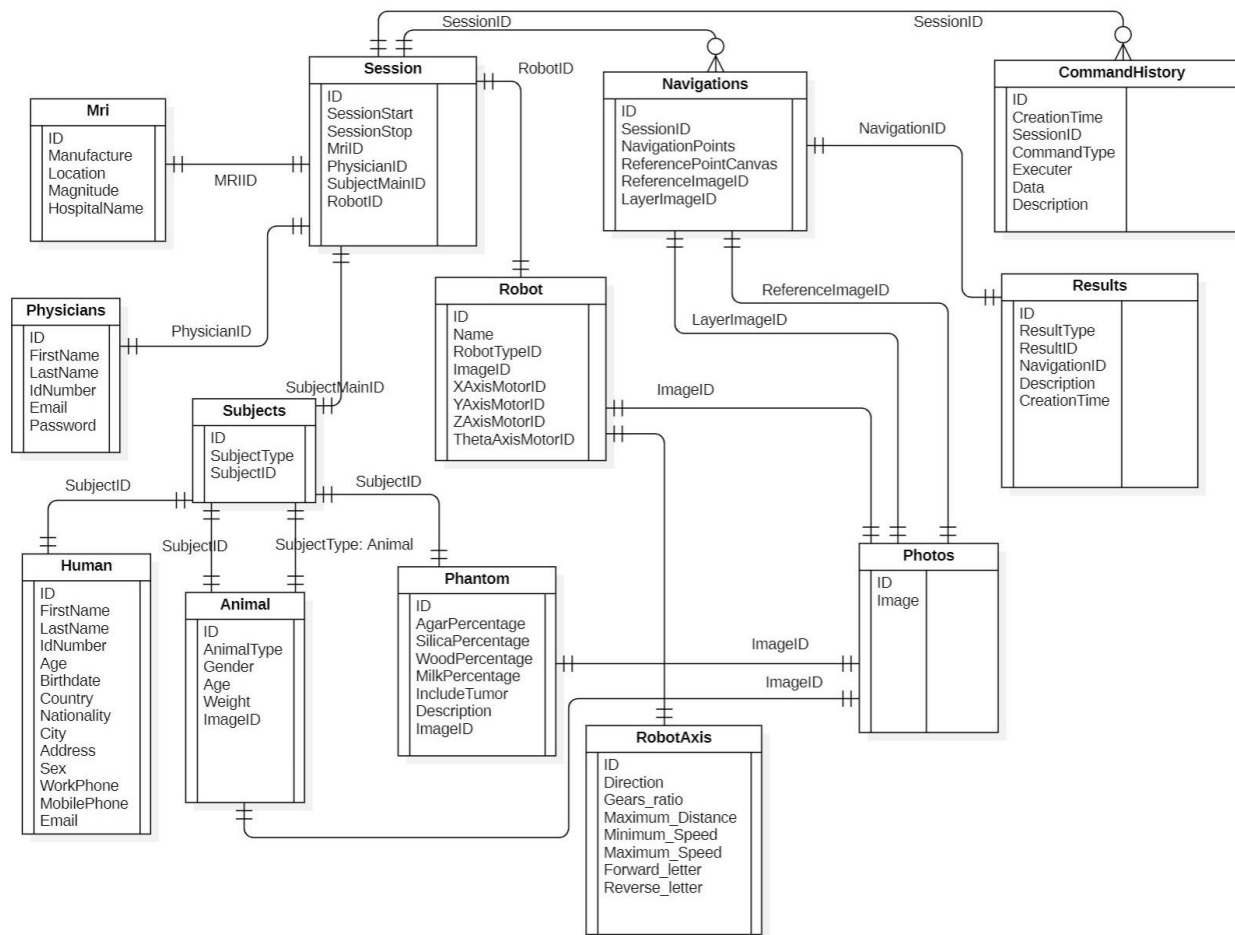 SessionID
SessionID
Session
ID
SessionStart
SessionStop
MriID
PhysicianID
SubjectMainID
RobotID
RobotID
Navigations
ID
SessionID
NavigationPoints
ReferencePointCanvas
ReferenceImageID
LayerImageID
CommandHistory
ID
CreationTime
SessionID
CommandType
Executer
Data
Description
Mri
ID
Manufacture
Location
Magnitude
HospitalName
MRIID
NavigationID
Physicians
ID
FirstName
LastName
IdNumber
Email
Password
PhysicianID
Robot
ID
Name
RobotTypeID
ImageID
XAxisMotorID
YAxisMotorID
ZAxisMotorID
ThetaAxisMotorID
ReferenceImageID
LayerImageID
Results
ID
ResultType
ResultID
NavigationID
Description
CreationTime
SubjectMainID
ImageID
Subjects
ID
SubjectType
SubjectID
SubjectID
SubjectID
SubjectID
SubjectType: Animal
Human
ID
FirstName
LastName
IdNumber
Age
Birthdate
Country
Nationality
City
Address
Sex
WorkPhone
MobilePhone
Email
Animal
ID
AnimalType
Gender
Age
Weight
ImageID
Phantom
ID
AgarPercentage
SilicaPercentage
WoodPercentage
MilkPercentage
IncludeTumor
Description
ImageID
Photos
ID
Image
ImageID
ImageID
RobotAxis
ID
Direction
Gears_ratio
Maximum_Distance
Minimum_Speed
Maximum_Speed
Forward_letter
Reverse_letter